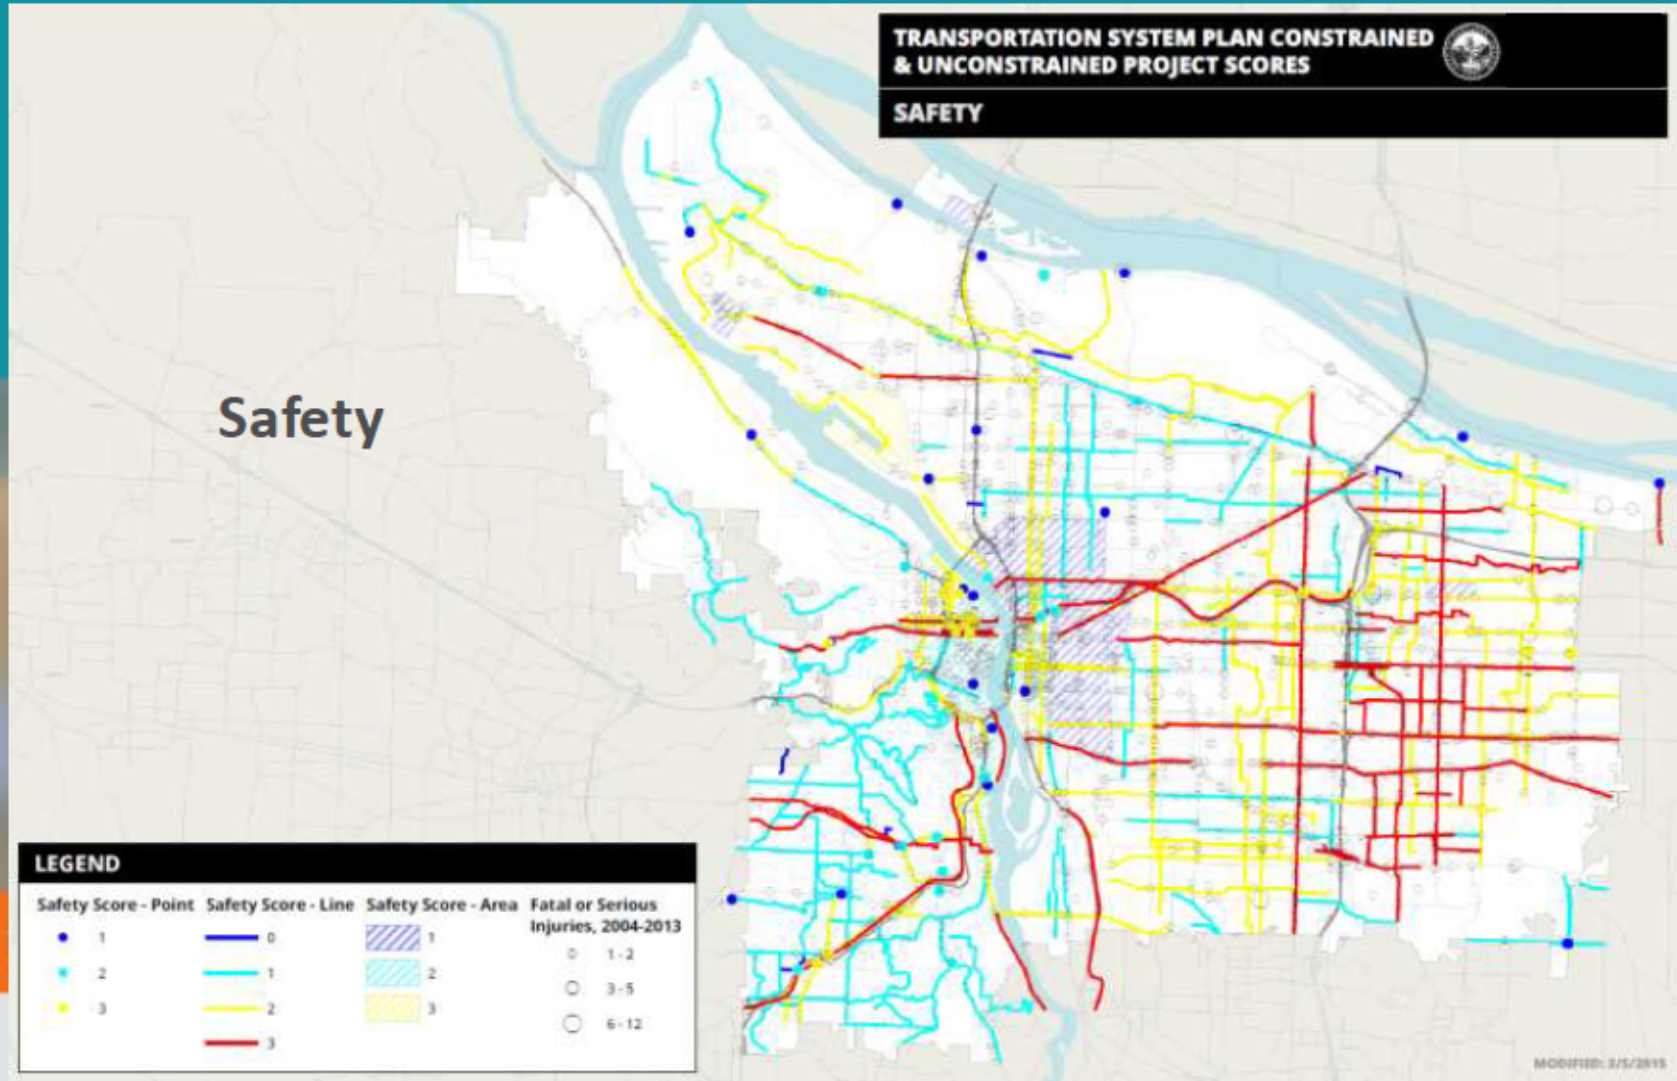 TRANSPORTATION SYSTEM PLAN CONSTRAINED
& UNCONSTRAINED PROJECT SCORES
SAFETY
Safety
LEGEND
Safety Score - Point
1
2
3
Safety Score - Line
0
1
2
3
Safety Score - Area
1
2
3
Fatal or Serious
Injuries, 2004-2013
1 - 2
3 - 5
6 - 12
MODIFIED: 3/5/2015